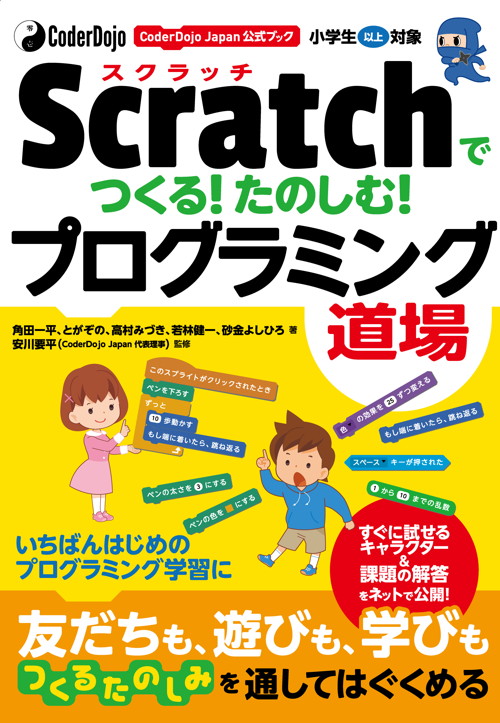 零
壱
CoderDojo
CoderDojo Japan 公式ブック
小学生 以上 対象
スクラッチ
Scratchで
つくる！たのしむ！
プログラミング
道場
角田一平、とがぞの、髙村みづき、若林健一、砂金よしひろ 著
安川要平(CoderDojo Japan 代表理事) 監修
このスプライトがクリックされたとき
ペンを下ろす
ずっと
10 歩動かす
もし端に着いたら、跳ね返る
ペンの太さを 3 にする
ペンの色を にする
色 の効果を 25 ずつ変える
もし端に着いたら、跳ね返る
スペース キーが押された
1 から 10 までの乱数
いちばんはじめの
プログラミング学習に
すぐに試せる
キャラクター
&
課題の解答
をネットで公開！
友だちも、遊びも、学びも
つくるたのしみを通してはぐくめる